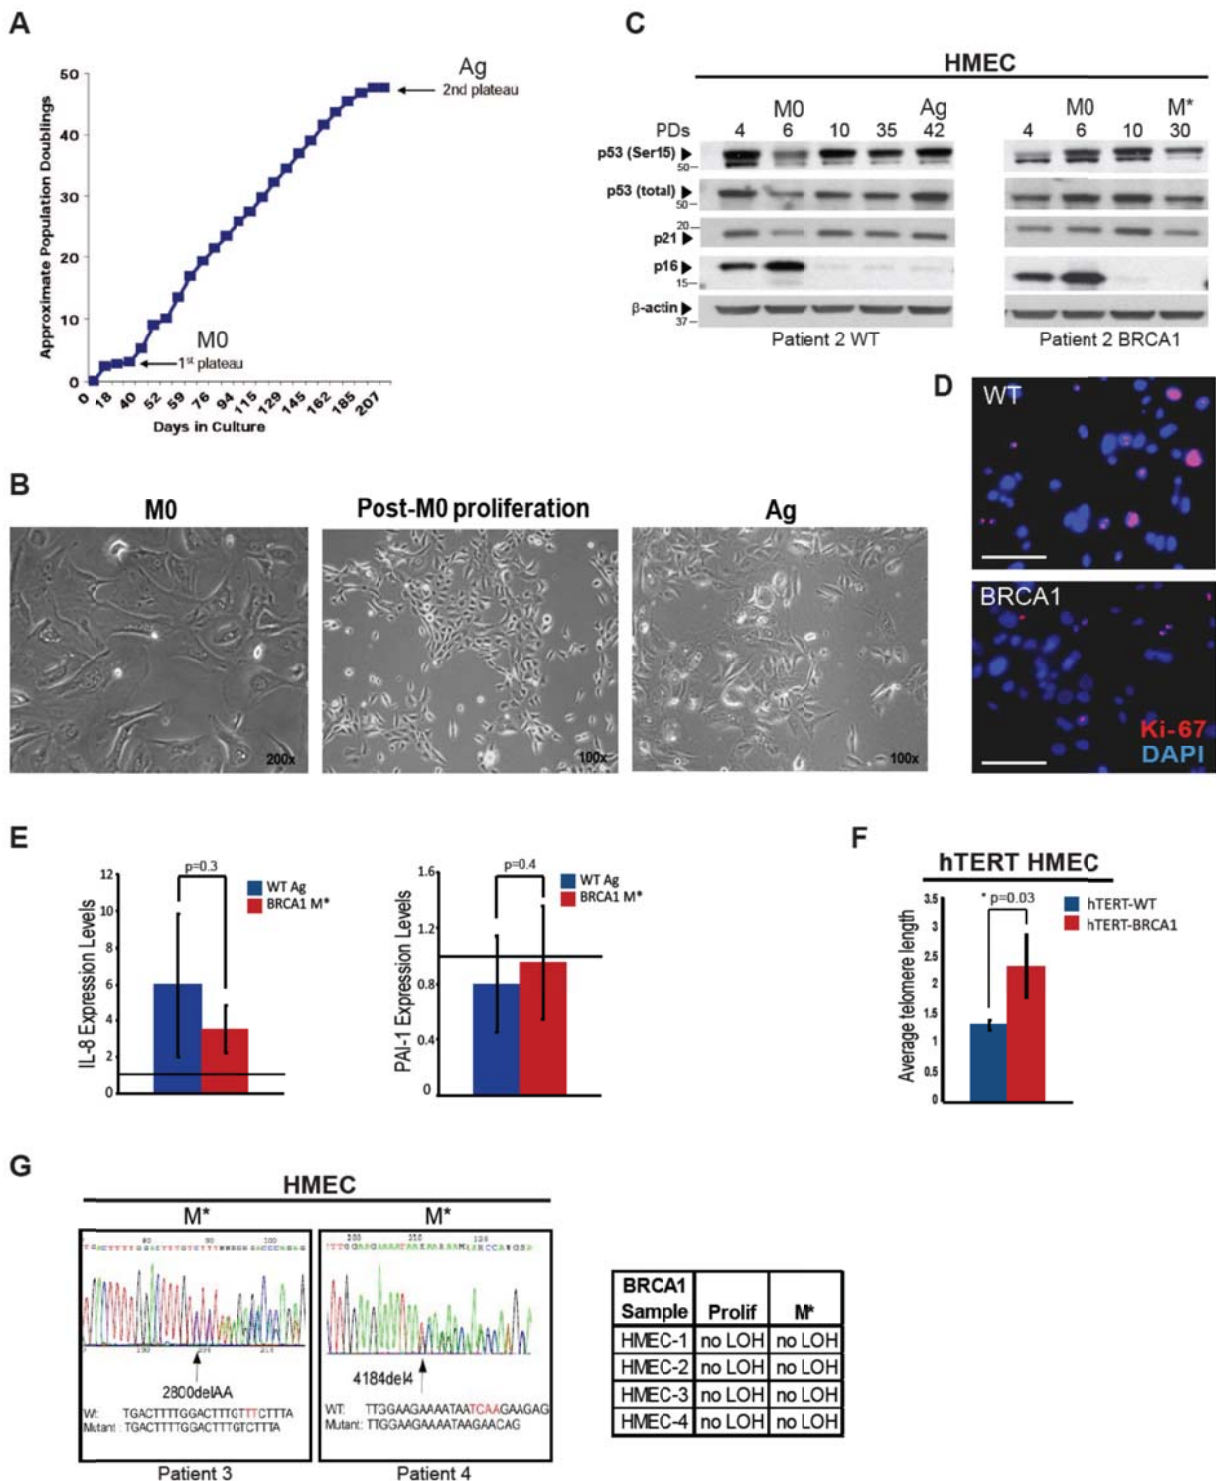 A
Approximate Population Doublings
50
40
30
20
10
0
Ag
2nd plateau
M0
1st plateau
0 18 40 52 59 76 94 115 129 145 162 185 207
Days in Culture
B
M0
Post-M0 proliferation
Ag
200x
100x
100x
C
HMEC
M0 Ag M0 M*
PDs 4 6 10 35 42 4 6 10 30
p53 (Ser15)
50
p53 (total)
50
20
p21
p16
15
β-actin
37
Patient 2 WT
Patient 2 BRCA1
D
WT
BRCA1
Ki-67
DAPI
E
IL-8 Expression Levels
12
10
8
6
4
2
0
p=0.3
WT Ag
BRCA1 M*
PAI-1 Expression Levels
1.6
1.2
0.8
0.4
0
p=0.4
WT Ag
BRCA1 M*
F
hTERT HMEC
Average telomere length
3.5
3
2.5
2
1.5
1
0.5
0
* p=0.03
hTERT-WT
hTERT-BRCA1
G
HMEC
M*
M*
2800delAA
Wt: TGACTTTTGGACTTTGTTTCTTTA
Mutant: TGACTTTTGGACTTTGTCTTTA
Patient 3
4184del4
WT: TTGGAAGAAAATAATCAAGAAGAG
Mutant: TTGGAAGAAAATAAGAACAG
Patient 4
BRCA1 Sample Prolif M*
HMEC-1 no LOH no LOH
HMEC-2 no LOH no LOH
HMEC-3 no LOH no LOH
HMEC-4 no LOH no LOH